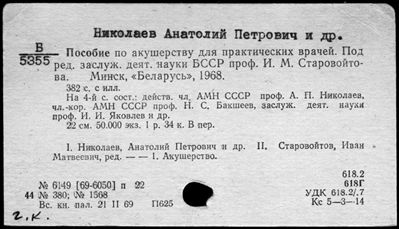 Николаев Анатолий Петрович и др.
В
5355
Пособие по акушерству для практических врачей. Под
ред. заслуж. деят. науки БССР проф. И. М. Старовойто-
ва. Минск, «Беларусь», 1968.
382 с. с илл.
На 4-й с. сост.: действ. чл. АМН СССР проф. А. П. Николаев,
чл.-кор. АМН СССР проф. Н. С. Бакшеев, заслуж. деят. науки
проф. И. И. Яковлев и др.
22 см. 50.000 экз. 1 р. 34 к. В пер.
I. Николаев, Анатолий Петрович и др. II. Старовойтов, Иван
Матвеевич, ред. — — 1. Акушерство.
618.2
№ 6149 [69-6050] п 22 618Г
44 № 380; № 1568 УДК 618.2/.7
Вс. кн. пал. 21 II 69 П625 Кс 5—3—14
г.к.